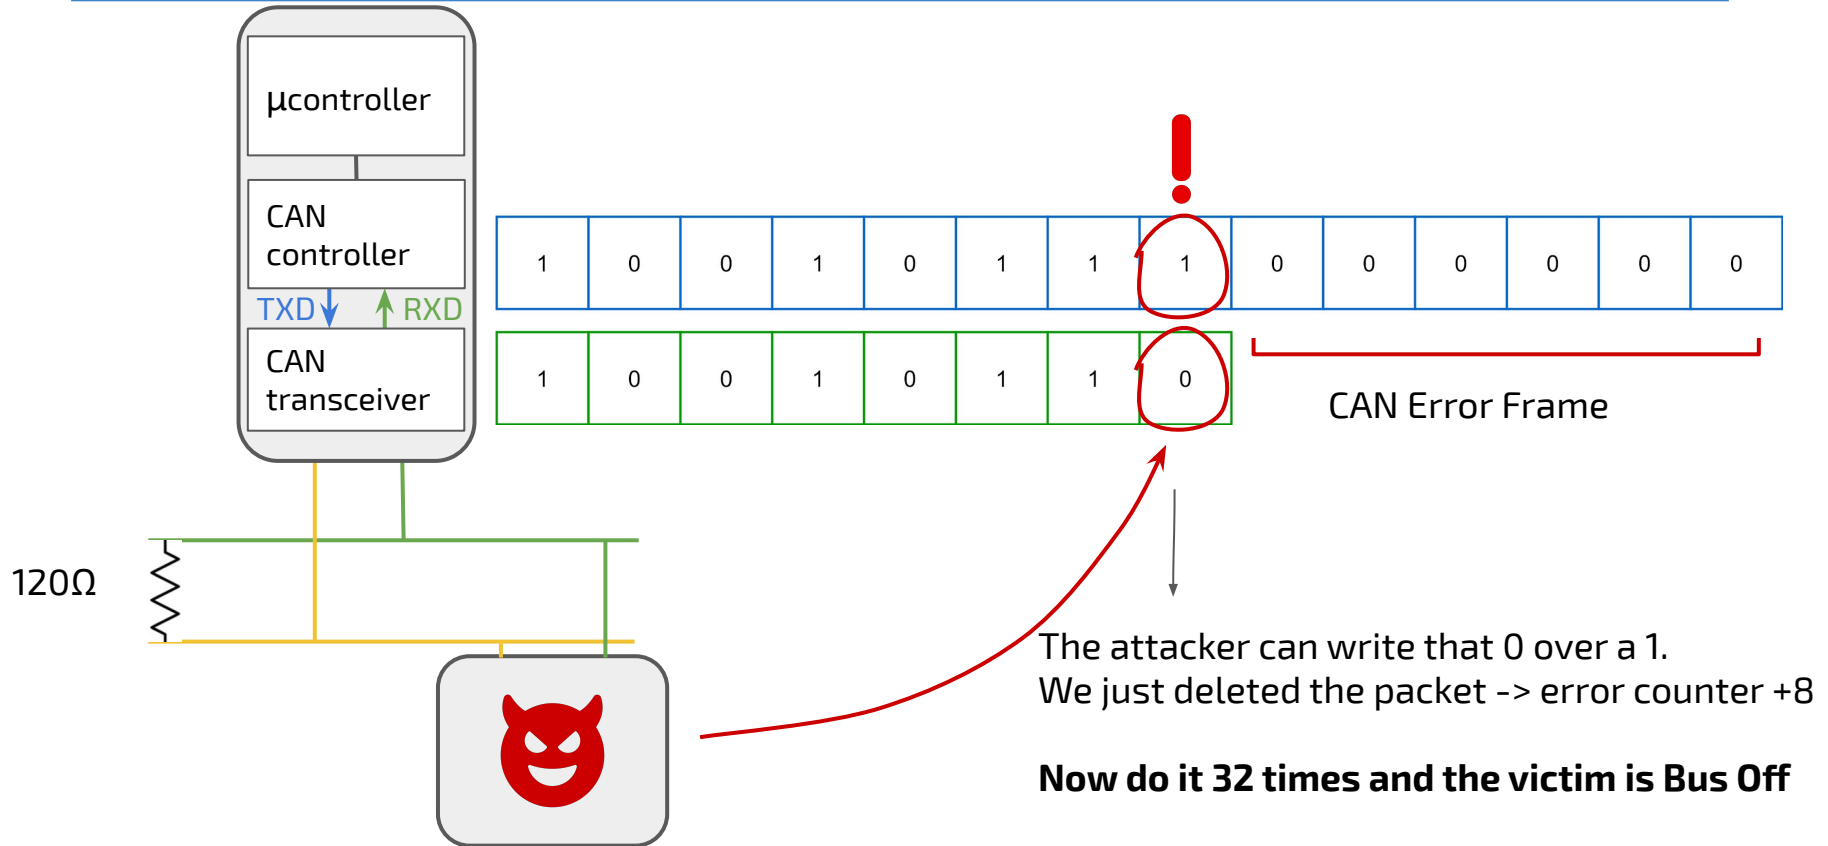 μcontroller
CAN
controller
TXD RXD
CAN
transceiver
1 0 0 1 0 1 1 1 0 0 0 0 0 0
1 0 0 1 0 1 1 0
CAN Error Frame
120Ω
The attacker can write that 0 over a 1.
We just deleted the packet -> error counter +8
Now do it 32 times and the victim is Bus Off